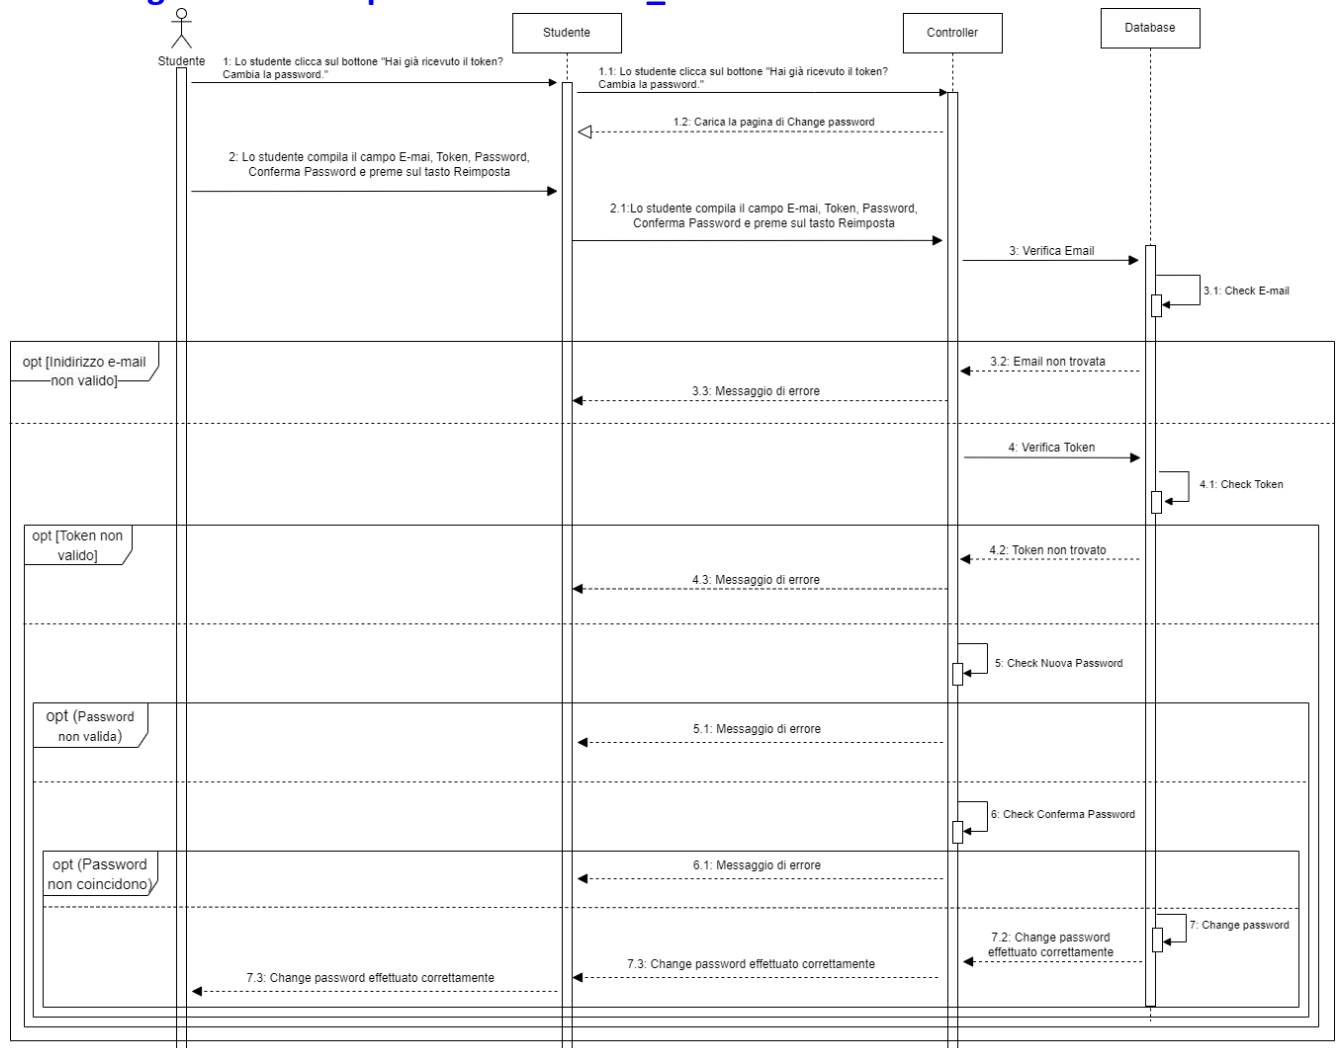 Studente
Controller
Database
Studente
1: Lo studente clicca sul bottone "Hai già ricevuto il token?
Cambia la password."
1.1: Lo studente clicca sul bottone "Hai già ricevuto il token?
Cambia la password."
1.2: Carica la pagina di Change password
2: Lo studente compila il campo E-mai, Token, Password,
Conferma Password e preme sul tasto Reimposta
2.1:Lo studente compila il campo E-mai, Token, Password,
Conferma Password e preme sul tasto Reimposta
3: Verifica Email
3.1: Check E-mail
opt [Inidirizzo e-mail
non valido]
3.2: Email non trovata
3.3: Messaggio di errore
4: Verifica Token
4.1: Check Token
opt [Token non
valido]
4.2: Token non trovato
4.3: Messaggio di errore
5: Check Nuova Password
opt (Password
non valida)
5.1: Messaggio di errore
6: Check Conferma Password
opt (Password
non coincidono)
6.1: Messaggio di errore
7: Change password
7.2: Change password
effettuato correttamente
7.3: Change password effettuato correttamente
7.3: Change password effettuato correttamente